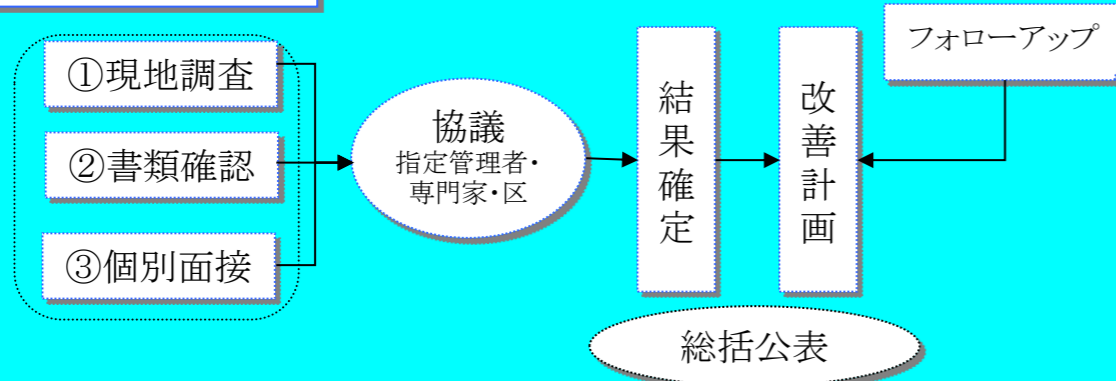 ①現地調査
②書類確認
③個別面接
協議
指定管理者・
専門家・区
結果確定
改善計画
フォローアップ
総括公表